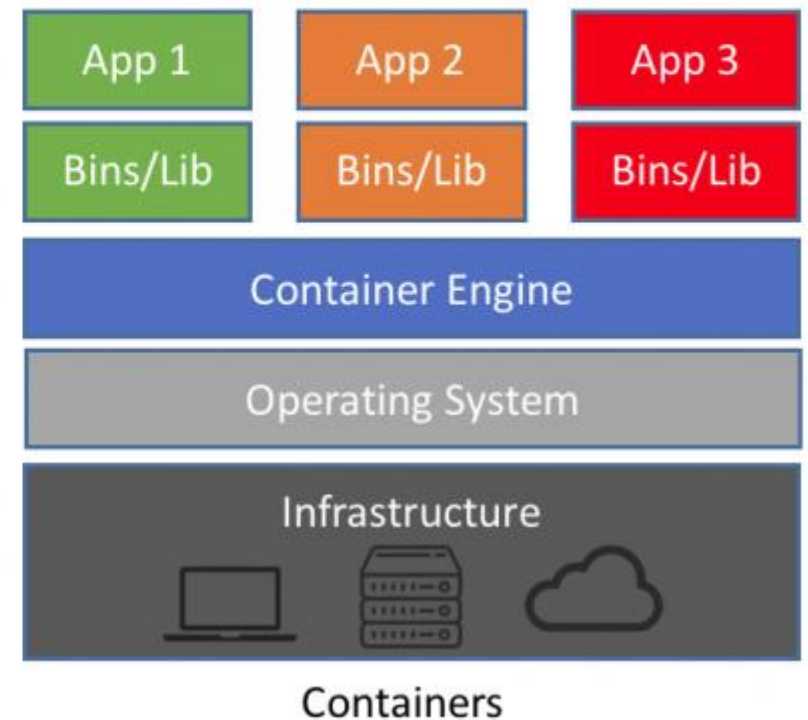 App 1
App 2
App 3
Bins/Lib
Bins/Lib
Bins/Lib
Container Engine
Operating System
Infrastructure
Containers